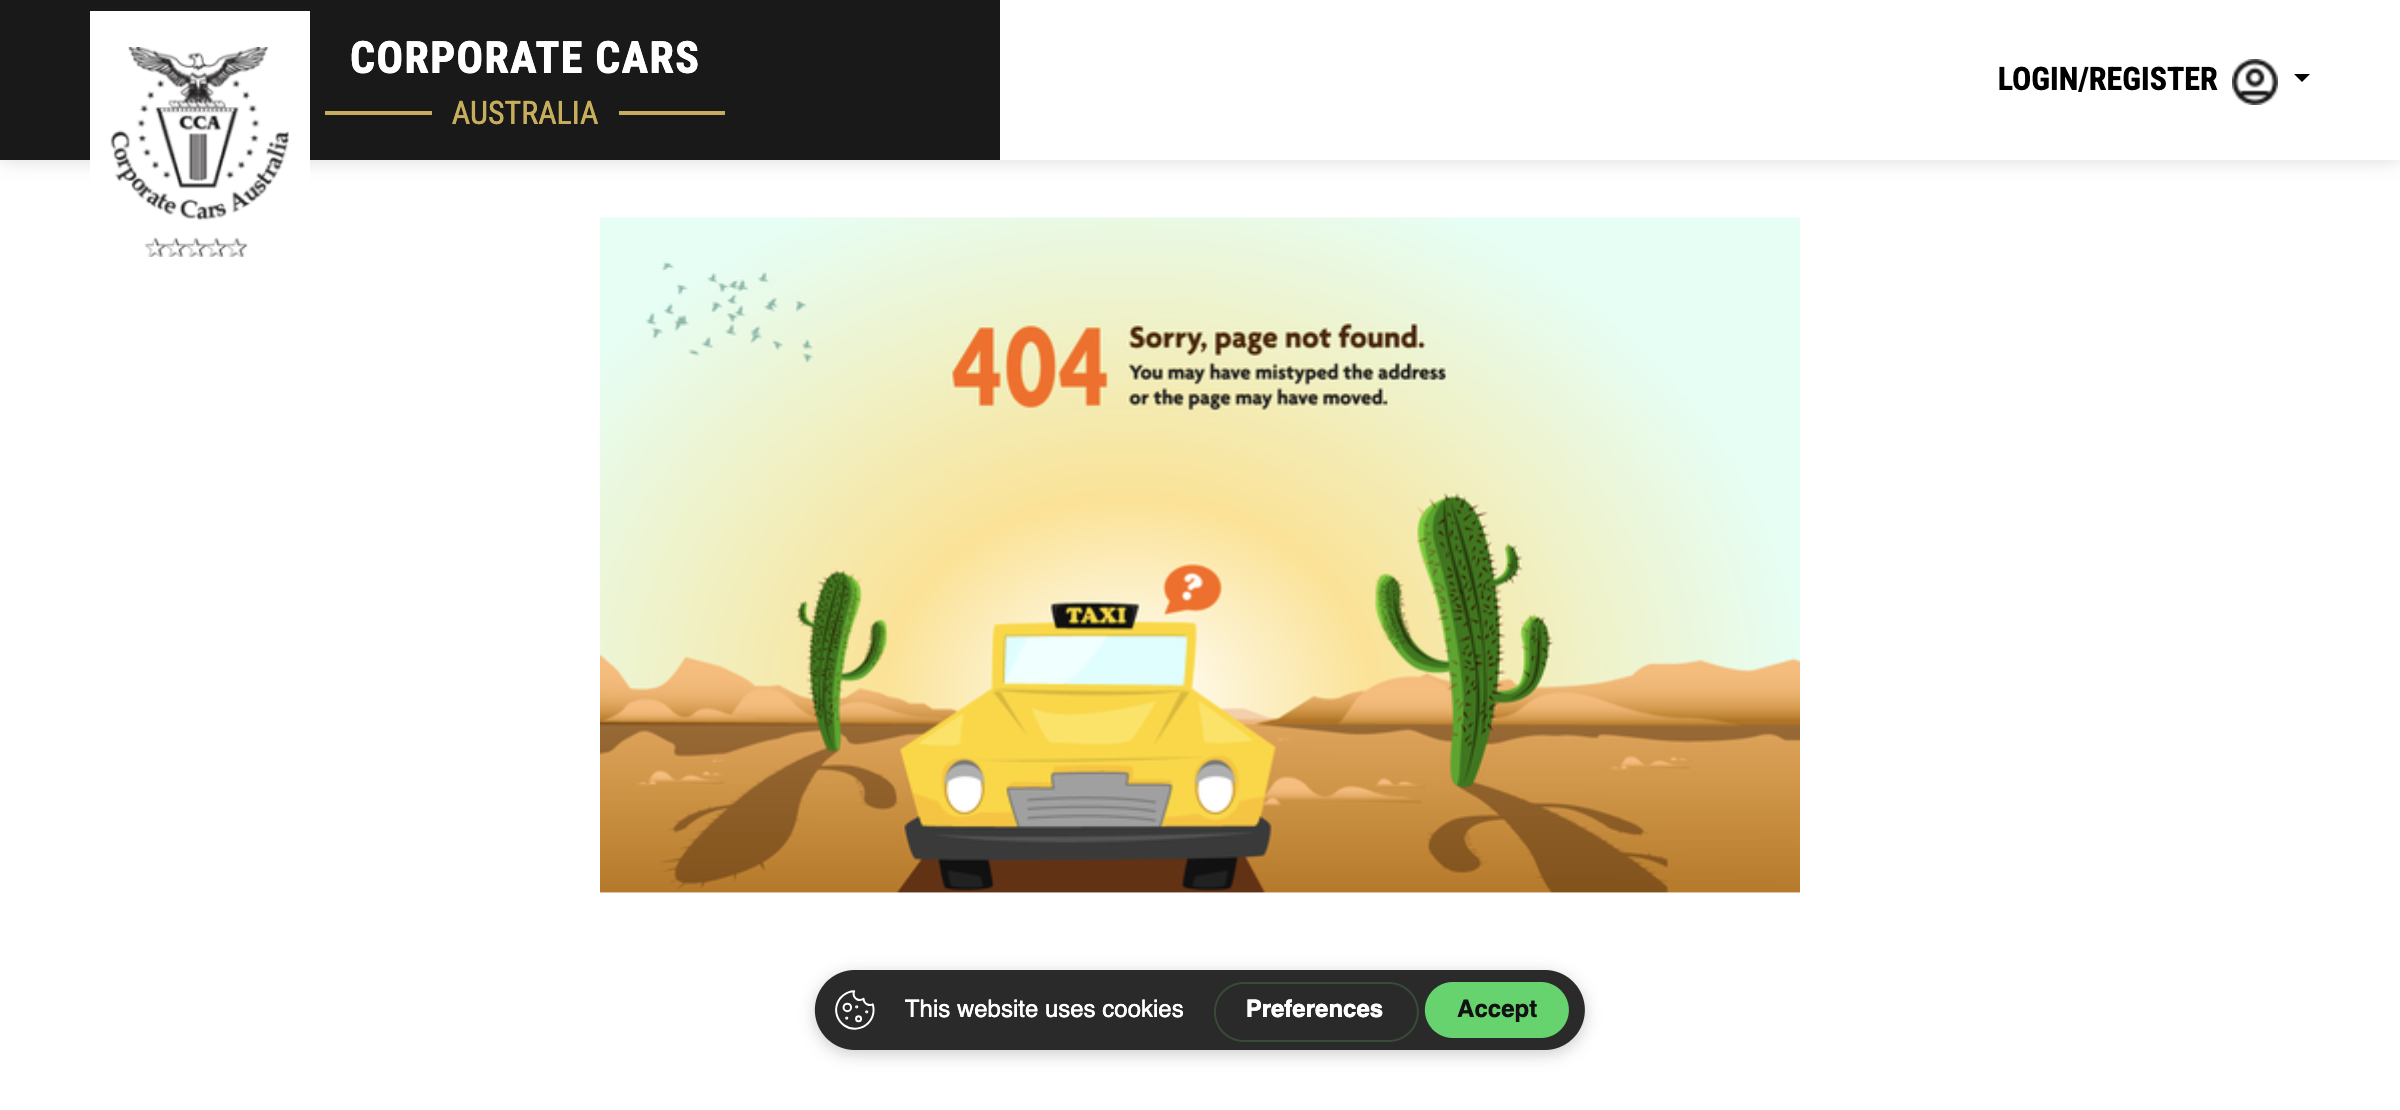 CORPORATE CARS
AUSTRALIA
CCA
Corporate Cars Australia
LOGIN/REGISTER
404
Sorry, page not found.
You may have mistyped the address
or the page may have moved.
?
TAXI
This website uses cookies
Preferences
Accept